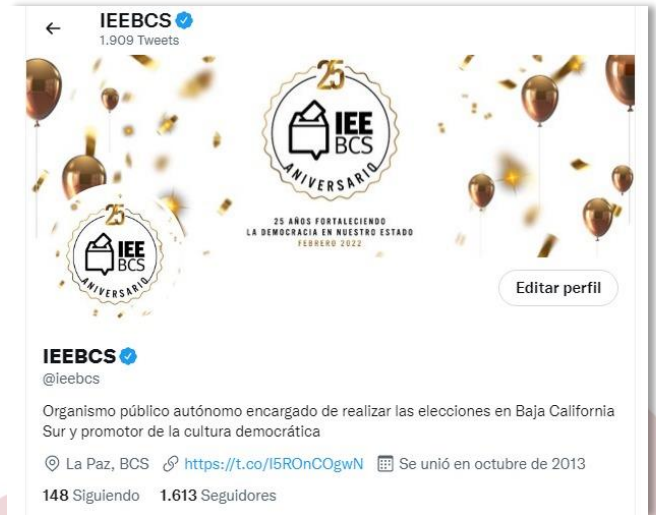 IEEBCS
1.909 Tweets
25
IEE
BCS
ANIVERSARIO
25 AÑOS FORTALECIENDO
LA DEMOCRACIA EN NUESTRO ESTADO
FEBRERO 2022
25
IEE
BCS
ANIVERSARIO
Editar perfil
IEEBCS
@ieebcs
Organismo público autónomo encargado de realizar las elecciones en Baja California
Sur y promotor de la cultura democrática
La Paz, BCS https://t.co/I5ROnCOgwN Se unió en octubre de 2013
148 Siguiendo 1.613 Seguidores